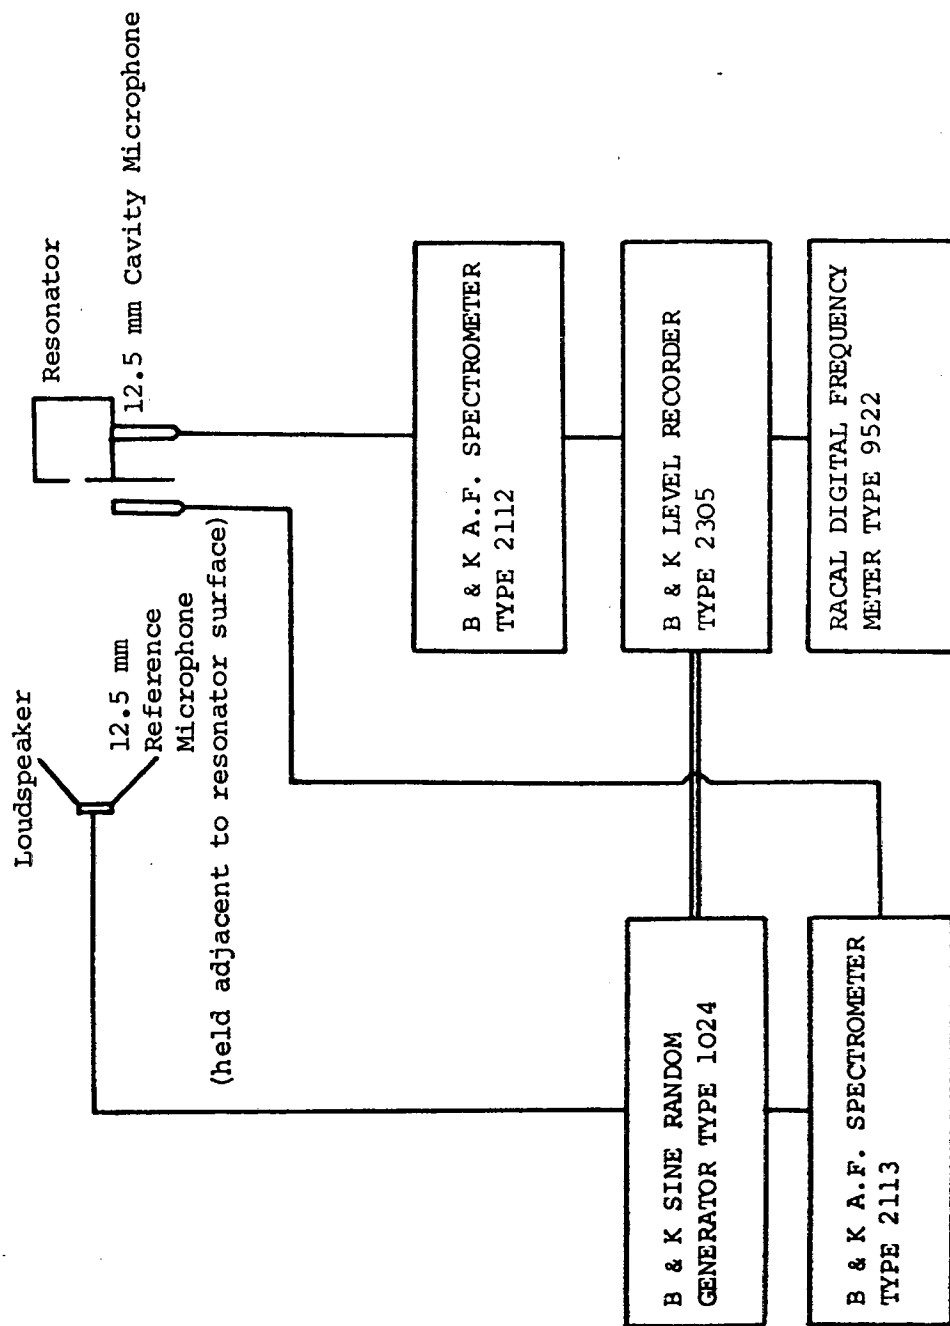 Loudspeaker
12.5 mm
Reference
Microphone
(held adjacent to resonator surface)
Resonator
12.5 mm Cavity Microphone
B & K SINE RANDOM
GENERATOR TYPE 1024
B & K A.F. SPECTROMETER
TYPE 2113
B & K A.F. SPECTROMETER
TYPE 2112
B & K LEVEL RECORDER
TYPE 2305
RACAL DIGITAL FREQUENCY
METER TYPE 9522